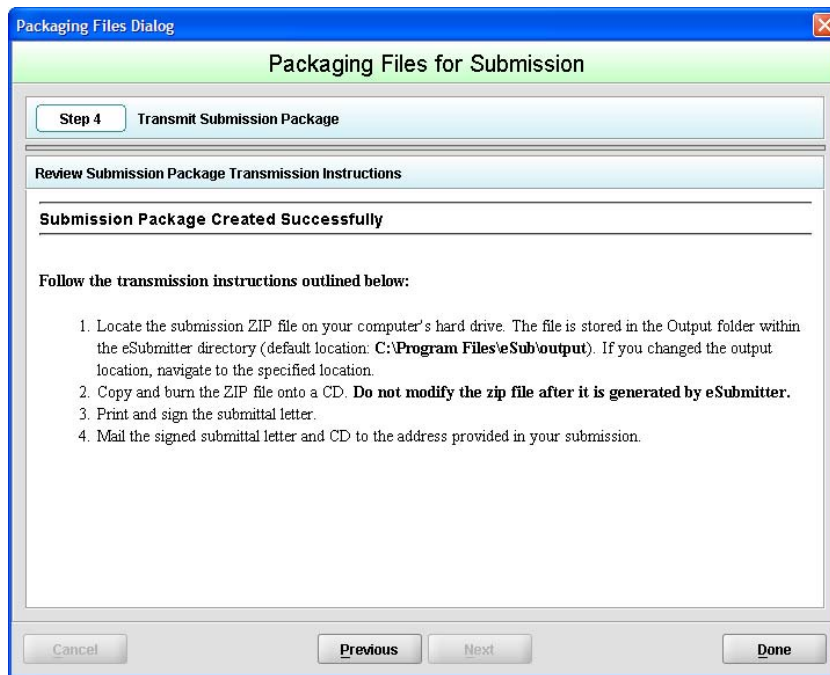 Packaging Files Dialog
Packaging Files for Submission
Step 4 Transmit Submission Package
Review Submission Package Transmission Instructions
Submission Package Created Successfully
Follow the transmission instructions outlined below:
1. Locate the submission ZIP file on your computer's hard drive. The file is stored in the Output folder within
the eSubmitter directory (default location: C:\Program Files\eSub\output). If you changed the output
location, navigate to the specified location.
2. Copy and burn the ZIP file onto a CD. Do not modify the zip file after it is generated by eSubmitter.
3. Print and sign the submittal letter.
4. Mail the signed submittal letter and CD to the address provided in your submission.
Cancel Previous Next Done